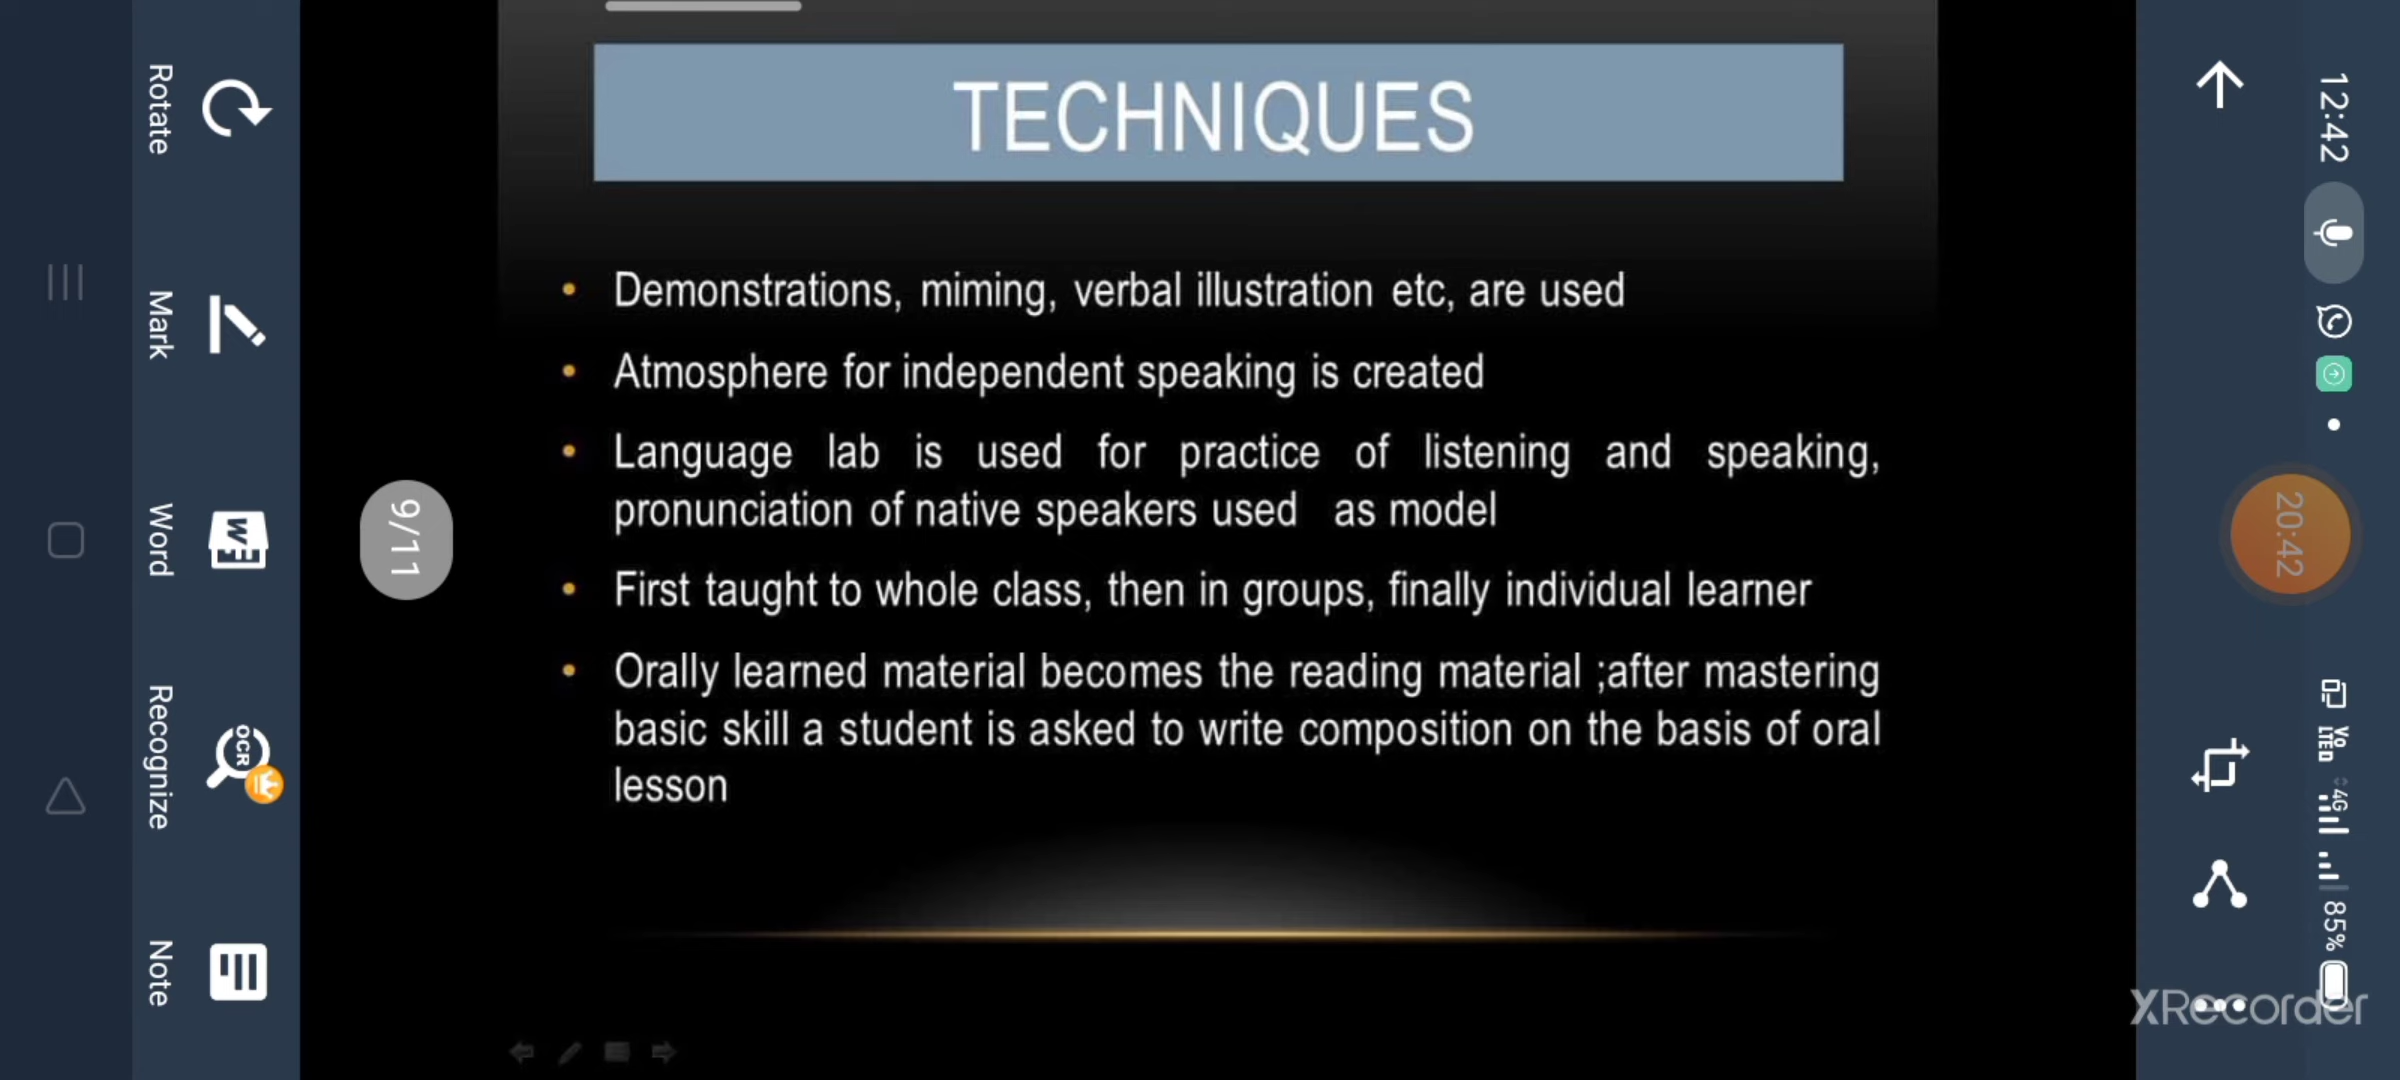 TECHNIQUES
• Demonstrations, miming, verbal illustration etc, are used
• Atmosphere for independent speaking is created
• Language lab is used for practice of listening and speaking,
pronunciation of native speakers used as model
• First taught to whole class, then in groups, finally individual learner
• Orally learned material becomes the reading material ;after mastering
basic skill a student is asked to write composition on the basis of oral
lesson
9/11
Rotate
Mark
Word
W
Recognize
OCR
Note
12:42
20:42
Vo
LTED
4G
85%
XRecorder